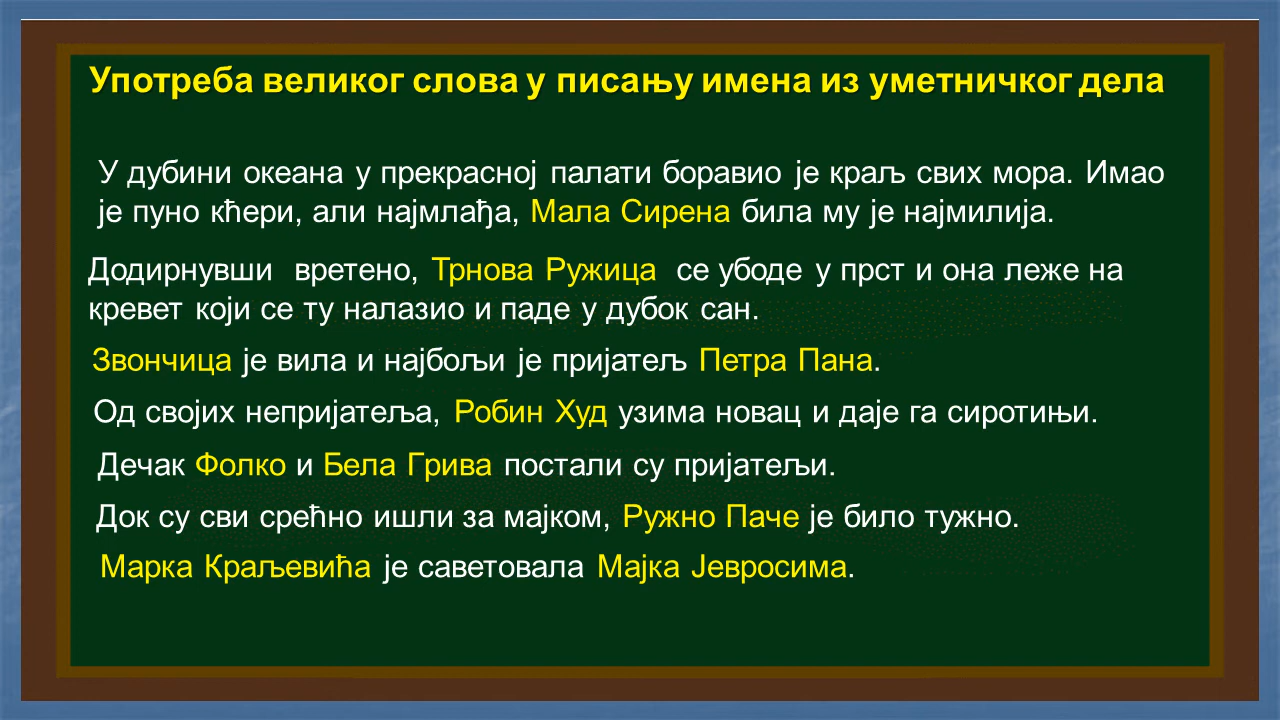 Употреба великог слова у писању имена из уметничког дела
У дубини океана у прекрасној палати боравио је краљ свих мора. Имао
је пуно кћери, али најмлађа, Мала Сирена била му је најмилија.
Додирнувши вретено, Трнова Ружица се убоде у прст и она леже на
кревет који се ту налазио и паде у дубок сан.
Звончица је вила и најбољи је пријатељ Петра Пана.
Од својих непријатеља, Робин Худ узима новац и даје га сиротињи.
Дечак Фолко и Бела Грива постали су пријатељи.
Док су сви срећно ишли за мајком, Ружно Паче је било тужно.
Марка Краљевића је саветовала Мајка Јевросима.